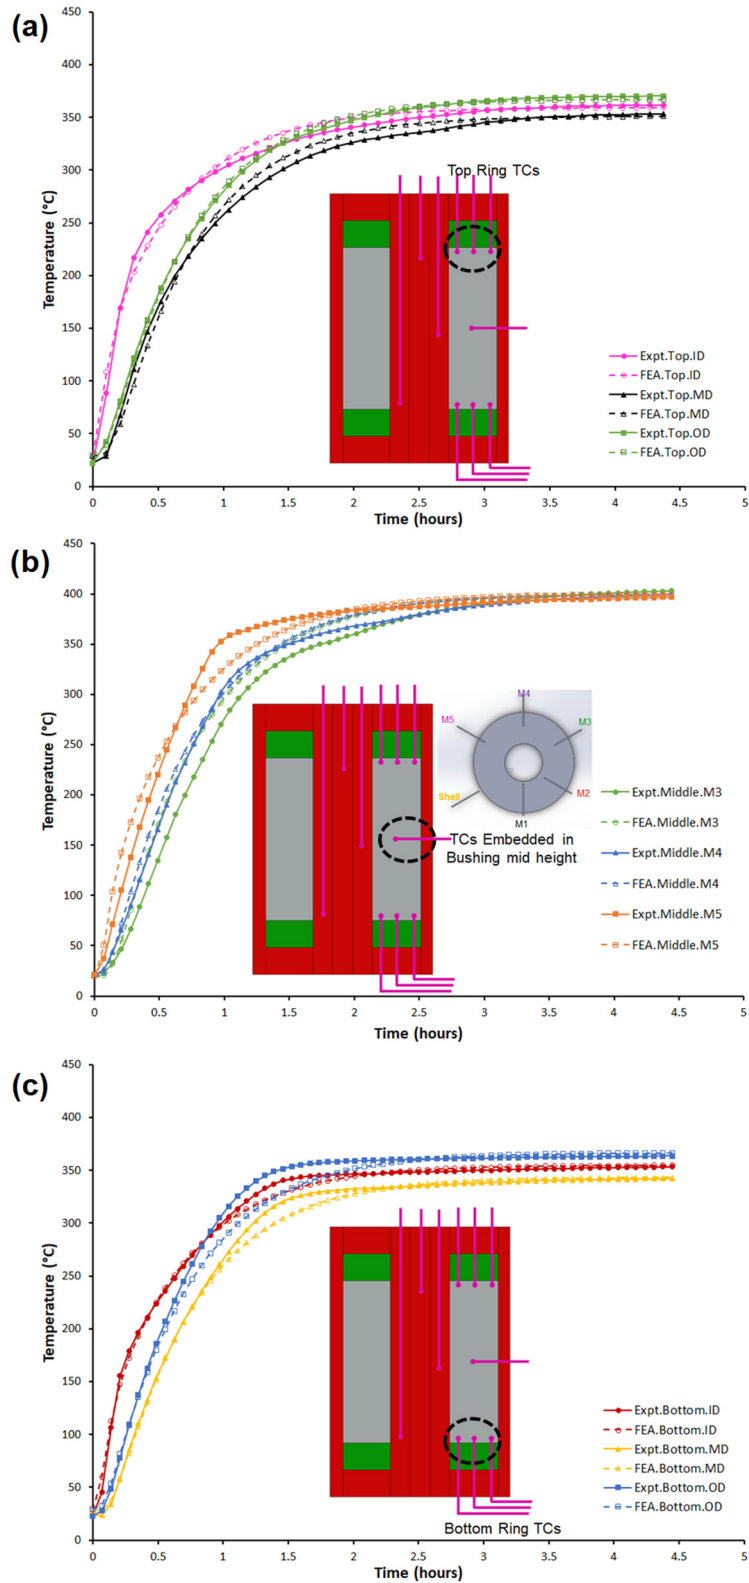 (a)
450
400
350
300
250
200
150
100
50
0
Temperature (°C)
Top Ring TCs
Expt.Top.ID
FEA.Top.ID
Expt.Top.MD
FEA.Top.MD
Expt.Top.OD
FEA.Top.OD
0 0.5 1 1.5 2 2.5 3 3.5 4 4.5 5
Time (hours)
(b)
450
400
350
300
250
200
150
100
50
0
Temperature (°C)
M4
M5
M3
Shell
M2
M1
TCs Embedded in
Bushing mid height
Expt.Middle.M3
FEA.Middle.M3
Expt.Middle.M4
FEA.Middle.M4
Expt.Middle.M5
FEA.Middle.M5
0 0.5 1 1.5 2 2.5 3 3.5 4 4.5 5
Time (hours)
(c)
450
400
350
300
250
200
150
100
50
0
Temperature (°C)
Expt.Bottom.ID
FEA.Bottom.ID
Expt.Bottom.MD
FEA.Bottom.MD
Expt.Bottom.OD
FEA.Bottom.OD
Bottom Ring TCs
0 0.5 1 1.5 2 2.5 3 3.5 4 4.5 5
Time (hours)